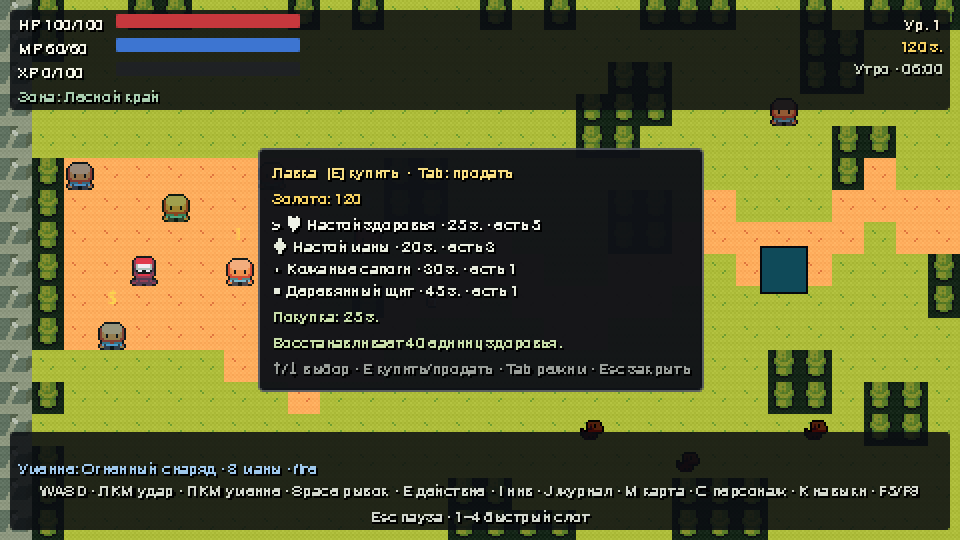 HP 100/100
Ур. 1
MP 60/60
120 з.
XP 0/100
Утро · 06:00
Зона: Лесной край
Лавка [E] купить · Tab: продать
Золото: 120
> Настой здоровья · 25 з. · есть 5
Настой маны · 20 з. · есть 3
Кожаные сапоги · 30 з. · есть 1
Деревянный щит · 45 з. · есть 1
Покупка: 25 з.
Восстанавливает 40 единиц здоровья.
↑/↓ выбор · E купить/продать · Tab режим · Esc закрыть
!
$
Умение: Огненный снаряд · 8 маны · fire
WASD · ЛКМ удар · ПКМ умение · Space рывок · E действие · I инв · J журнал · M карта · C персонаж · K навыки · F5/F9
Esc пауза · 1–4 быстрый слот